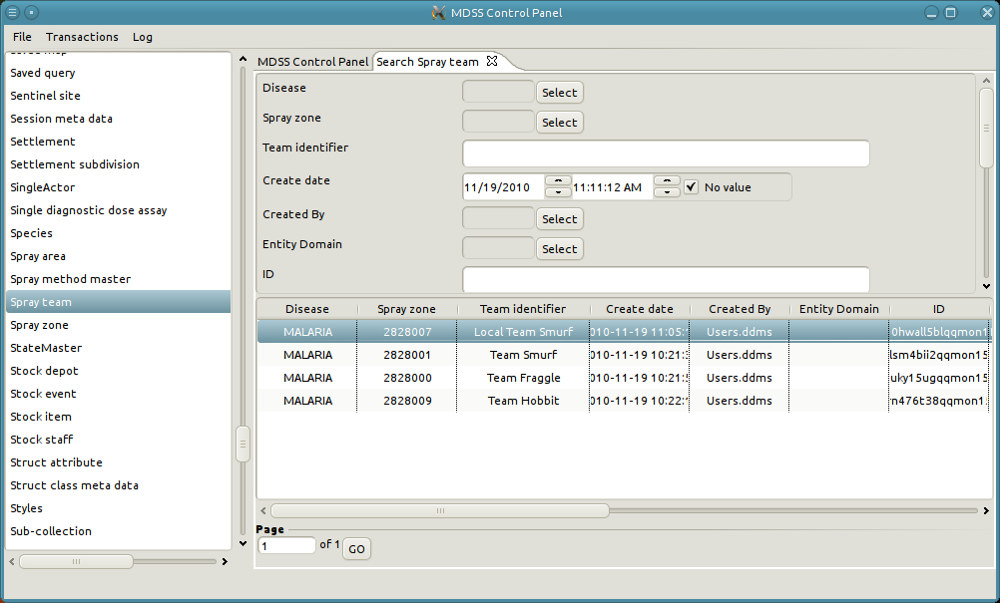 MDSS Control Panel
File Transactions Log
Saved query
Sentinel site
Session meta data
Settlement
Settlement subdivision
SingleActor
Single diagnostic dose assay
Species
Spray area
Spray method master
Spray team
Spray zone
StateMaster
Stock depot
Stock event
Stock item
Stock staff
Struct attribute
Struct class meta data
Styles
Sub-collection
MDSS Control Panel Search Spray team
Disease Select
Spray zone Select
Team identifier
Create date 11/19/2010 11:11:12 AM No value
Created By Select
Entity Domain Select
ID
Disease Spray zone Team identifier Create date Created By Entity Domain ID
MALARIA 2828007 Local Team Smurf 010-11-19 11:05: Users.ddms 0hwall5blqqmon1
MALARIA 2828001 Team Smurf 010-11-19 10:21: Users.ddms lsm4bii2qqmon15
MALARIA 2828000 Team Fraggle 010-11-19 10:21: Users.ddms uky15ugqqmon15
MALARIA 2828009 Team Hobbit 010-11-19 10:22: Users.ddms n476t38qqmon1
Page
1 of 1 GO